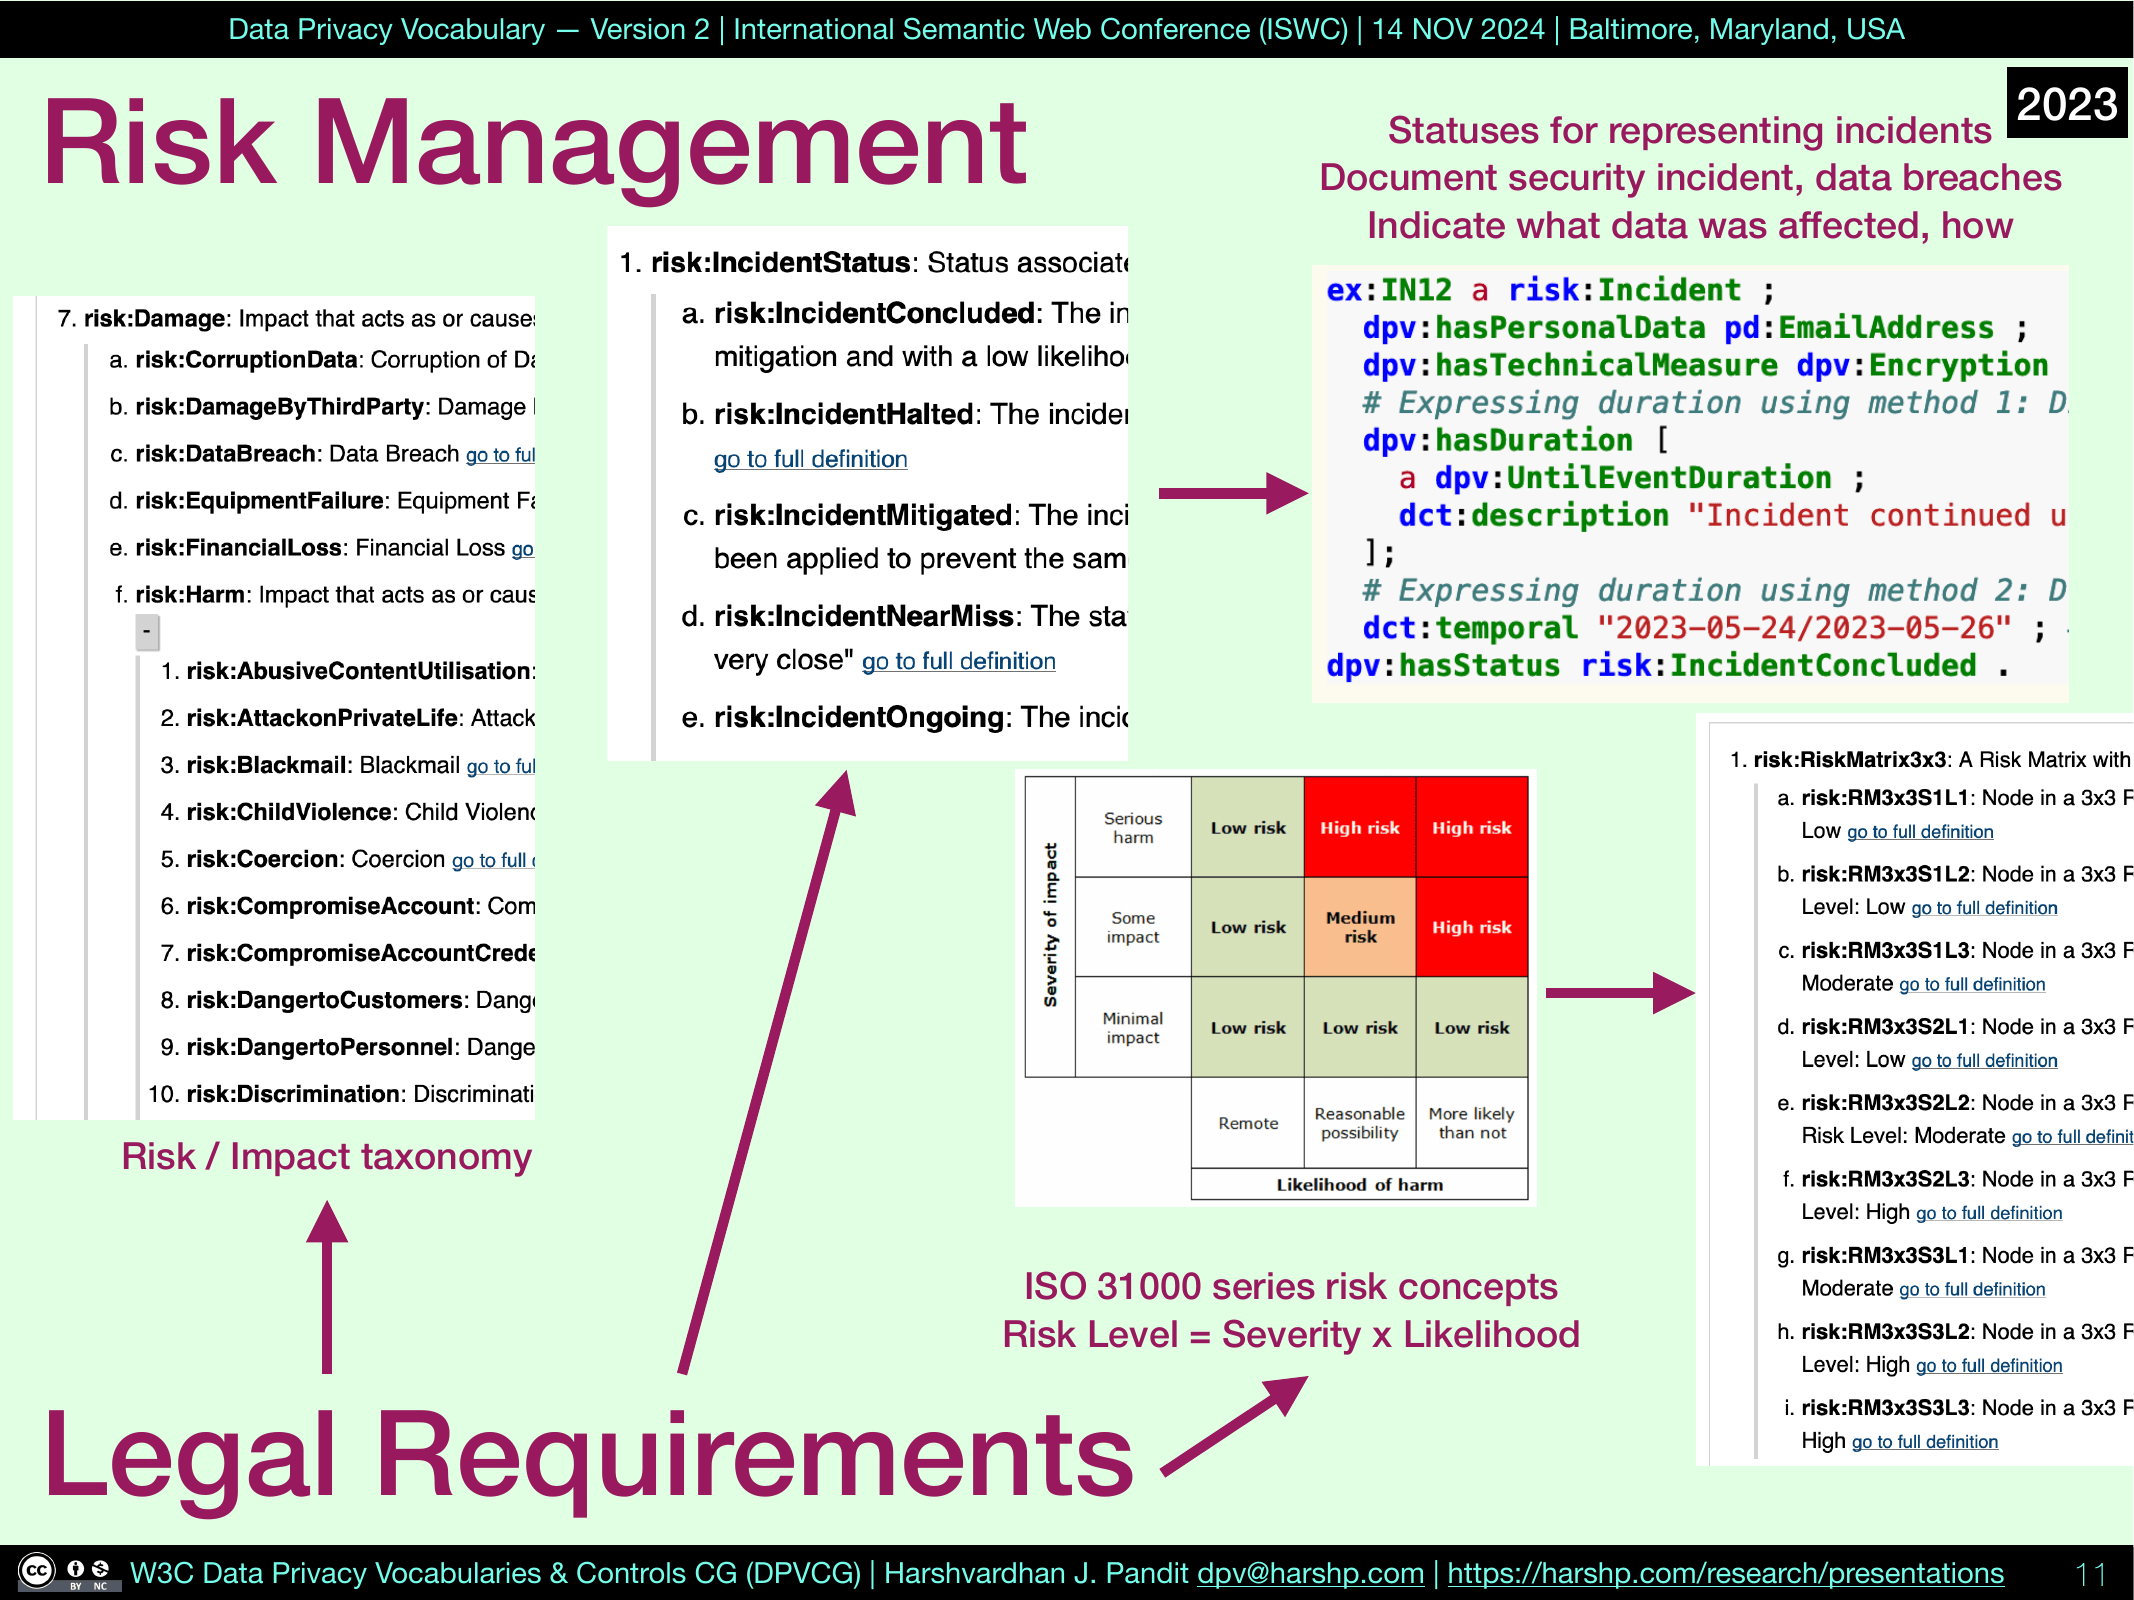 Data Privacy Vocabulary — Version 2 | International Semantic Web Conference (ISWC) | 14 NOV 2024 | Baltimore, Maryland, USA
Risk Management
2023
Statuses for representing incidents
Document security incident, data breaches
Indicate what data was affected, how
7. risk:Damage: Impact that acts as or cause
a. risk:CorruptionData: Corruption of
b. risk:DamageByThirdParty: Damage
c. risk:DataBreach: Data Breach go to ful
d. risk:EquipmentFailure: Equipment
e. risk:FinancialLoss: Financial Loss go
f. risk:Harm: Impact that acts as or caus
-
1. risk:AbusiveContentUtilisation:
2. risk:AttackonPrivateLife: Attack
3. risk:Blackmail: Blackmail go to ful
4. risk:ChildViolence: Child Violenc
5. risk:Coercion: Coercion go to full
6. risk:CompromiseAccount: Com
7. risk:CompromiseAccountCrede
8. risk:DangertoCustomers: Dange
9. risk:DangertoPersonnel: Dange
10. risk:Discrimination: Discriminati
Risk / Impact taxonomy
1. risk:IncidentStatus: Status associate
a. risk:IncidentConcluded: The in
mitigation and with a low likeliho
b. risk:IncidentHalted: The incide
go to full definition
c. risk:IncidentMitigated: The inci
been applied to prevent the sam
d. risk:IncidentNearMiss: The sta
very close" go to full definition
e. risk:IncidentOngoing: The incid
ex:IN12 a risk:Incident ;
dpv:hasPersonalData pd:EmailAddress ;
dpv:hasTechnicalMeasure dpv:Encryption
# Expressing duration using method 1: D
dpv:hasDuration [
a dpv:UntilEventDuration ;
dct:description "Incident continued u
];
# Expressing duration using method 2: D
dct:temporal "2023-05-24/2023-05-26" ;
dpv:hasStatus risk:IncidentConcluded .
Severity of impact
Serious harm Low risk High risk High risk
Some impact Low risk Medium risk High risk
Minimal impact Low risk Low risk Low risk
Remote Reasonable possibility More likely than not
Likelihood of harm
ISO 31000 series risk concepts
Risk Level = Severity x Likelihood
1. risk:RiskMatrix3x3: A Risk Matrix with
a. risk:RM3x3S1L1: Node in a 3x3
Low go to full definition
b. risk:RM3x3S1L2: Node in a 3x3
Level: Low go to full definition
c. risk:RM3x3S1L3: Node in a 3x3
Moderate go to full definition
d. risk:RM3x3S2L1: Node in a 3x3
Level: Low go to full definition
e. risk:RM3x3S2L2: Node in a 3x3
Risk Level: Moderate go to full definit
f. risk:RM3x3S2L3: Node in a 3x3
Level: High go to full definition
g. risk:RM3x3S3L1: Node in a 3x3
Moderate go to full definition
h. risk:RM3x3S3L2: Node in a 3x3
Level: High go to full definition
i. risk:RM3x3S3L3: Node in a 3x3
High go to full definition
Legal Requirements
CC BY NC W3C Data Privacy Vocabularies & Controls CG (DPVCG) | Harshvardhan J. Pandit dpv@harshp.com | https://harshp.com/research/presentations 11